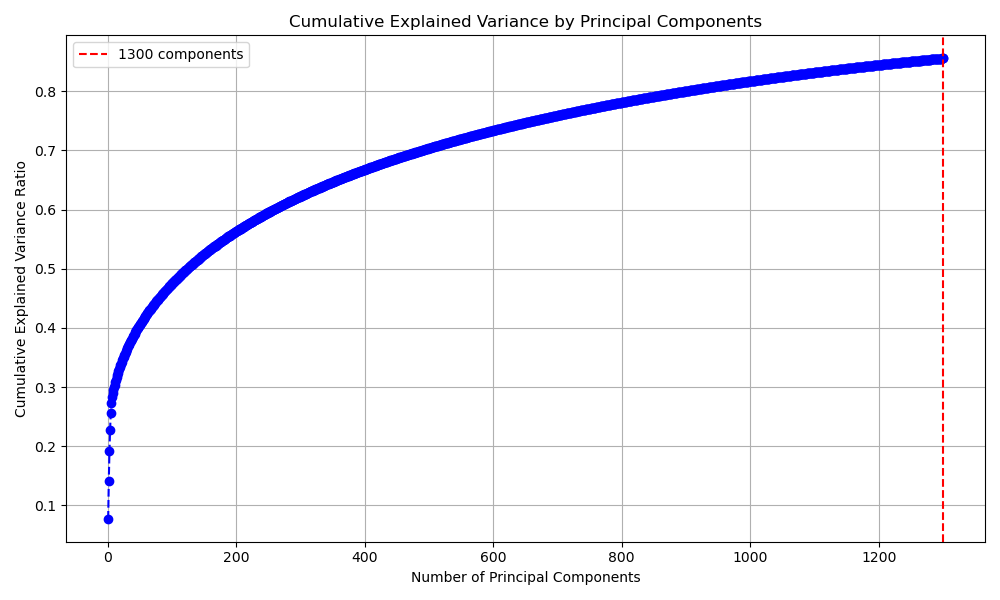 Cumulative Explained Variance by Principal Components
1300 components
Cumulative Explained Variance Ratio
0.8
0.7
0.6
0.5
0.4
0.3
0.2
0.1
0 200 400 600 800 1000 1200
Number of Principal Components